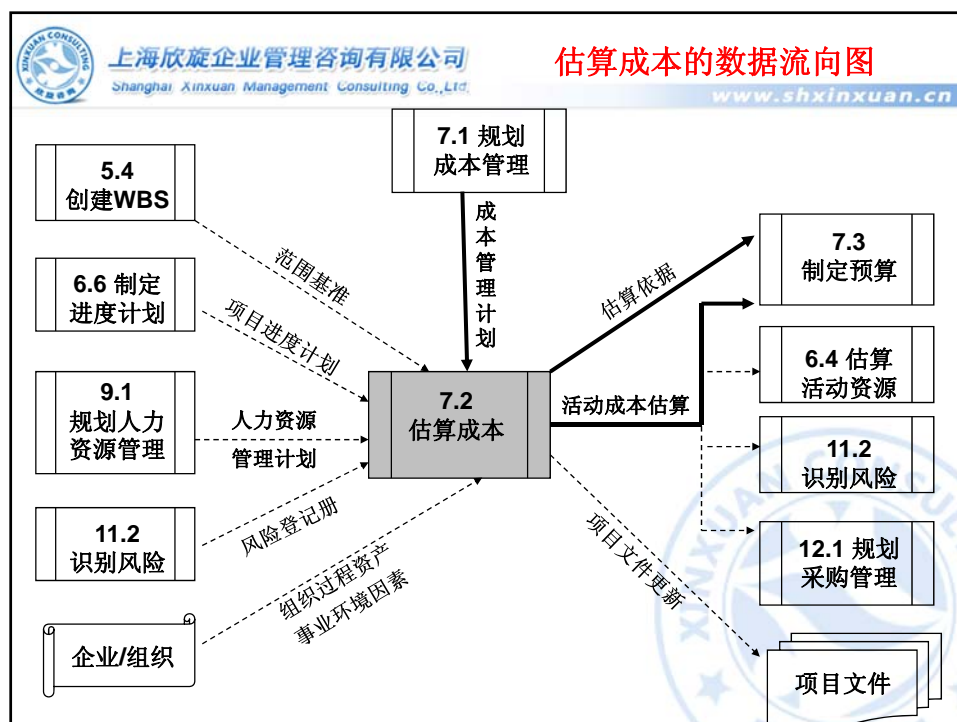 XINXUAN CONSULTING
欣旋咨询
上海欣旋企业管理咨询有限公司
Shanghai Xinxuan Management Consulting Co.,Ltd.
估算成本的数据流向图
www.shxinxuan.cn
7.1 规划
成本管理
5.4
创建WBS
成本管理计划
范围基准
7.3
制定预算
6.6 制定
进度计划
估算依据
项目进度计划
6.4 估算
活动资源
9.1
规划人力
资源管理
人力资源
管理计划
7.2
估算成本
活动成本估算
11.2
识别风险
11.2
识别风险
风险登记册
项目文件更新
12.1 规划
采购管理
组织过程资产
事业环境因素
企业/组织
项目文件
XINXUAN CONSUL